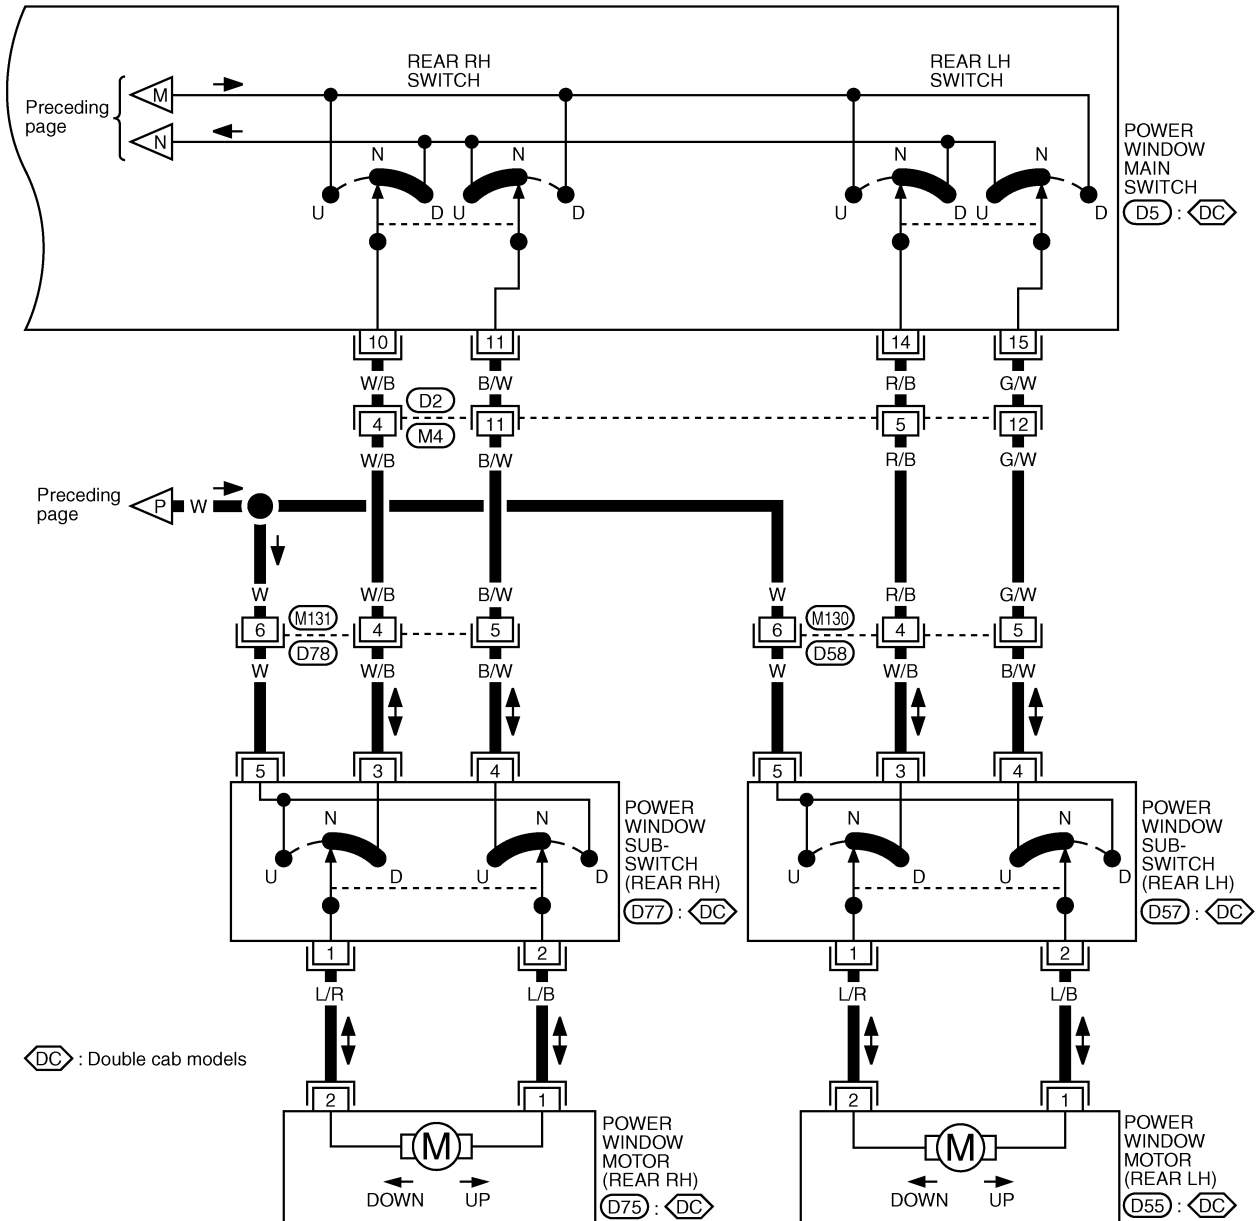 REAR RH
SWITCH
REAR LH
SWITCH
Preceding
page
M
N
N N N N
U D U D U D U D
POWER
WINDOW
MAIN
SWITCH
D5 : DC
10 11 14 15
W/B B/W R/B G/W
D2
4 11 5 12
M4
W/B B/W R/B G/W
Preceding
page
P W
W W/B B/W W R/B G/W
M131 M130
6 4 5 6 4 5
D78 D58
W W/B B/W W W/B B/W
5 3 4 5 3 4
N N N N
U D U D U D U D
POWER
WINDOW
SUB-
SWITCH
(REAR RH)
D77 : DC
POWER
WINDOW
SUB-
SWITCH
(REAR LH)
D57 : DC
1 2 1 2
L/R L/B L/R L/B
DC : Double cab models
2 1 2 1
M M
DOWN UP
DOWN UP
POWER
WINDOW
MOTOR
(REAR RH)
D75 : DC
POWER
WINDOW
MOTOR
(REAR LH)
D55 : DC